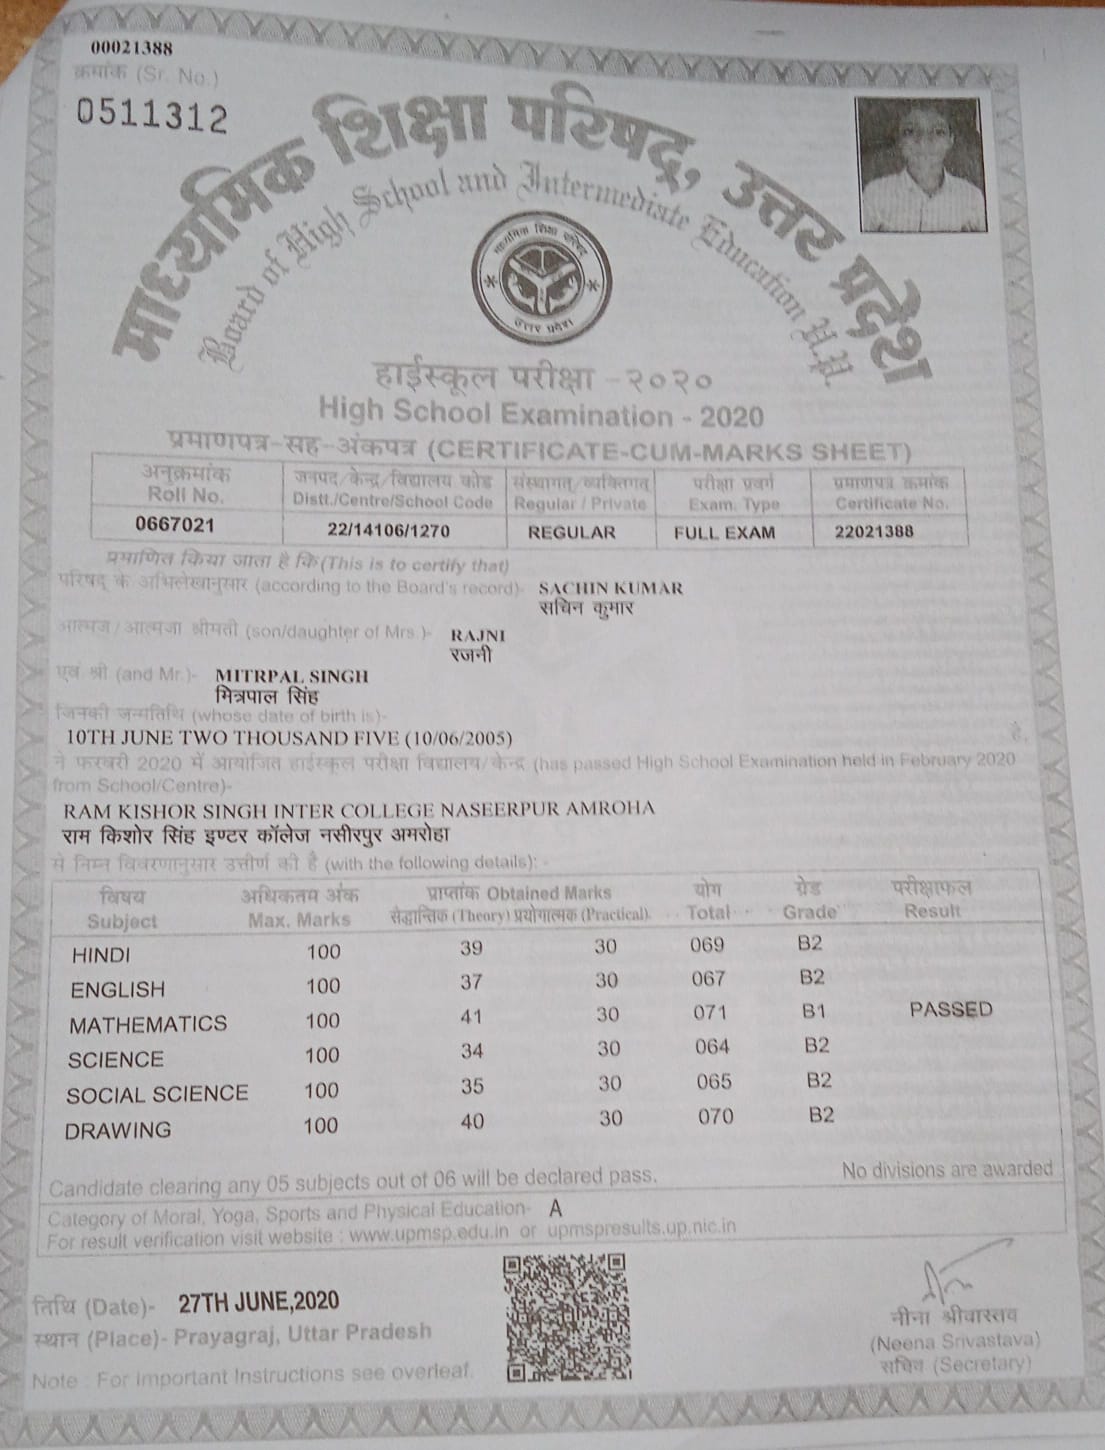 00021388
क्रमांक (Sr. No.)
0511312
माध्यमिक शिक्षा परिषद्, उत्तर प्रदेश
Board of High School and Intermediate Education U.P.
माध्यमिक शिक्षा परिषद
उत्तर प्रदेश
हाईस्कूल परीक्षा -२०२०
High School Examination - 2020
प्रमाणपत्र-सह-अंकपत्र (CERTIFICATE-CUM-MARKS SHEET)
अनुक्रमांक जनपद/केन्द्र/विद्यालय कोड संस्थागत/व्यक्तिगत परीक्षा प्रवर्ग प्रमाणपत्र क्रमांक
Roll No. Distt./Centre/School Code Regular / Private Exam. Type Certificate No.
0667021 22/14106/1270 REGULAR FULL EXAM 22021388
प्रमाणित किया जाता है कि(This is to certify that)
परिषद् के अभिलेखानुसार (according to the Board's record)- SACHIN KUMAR
सचिन कुमार
आत्मज/आत्मजा श्रीमती (son/daughter of Mrs.)- RAJNI
रजनी
एवं श्री (and Mr.)- MITRPAL SINGH
मित्रपाल सिंह
जिनकी जन्मतिथि (whose date of birth is)-
10TH JUNE TWO THOUSAND FIVE (10/06/2005) है,
ने फरवरी 2020 में आयोजित हाईस्कूल परीक्षा विद्यालय/केन्द्र (has passed High School Examination held in February 2020
from School/Centre)-
RAM KISHOR SINGH INTER COLLEGE NASEERPUR AMROHA
राम किशोर सिंह इण्टर कॉलेज नसीरपुर अमरोहा
से निम्न विवरणानुसार उत्तीर्ण की है (with the following details): -
विषय अधिकतम अंक प्राप्तांक Obtained Marks योग ग्रेड परीक्षाफल
Subject Max. Marks सैद्धान्तिक (Theory) प्रयोगात्मक (Practical) Total Grade Result
HINDI 100 39 30 069 B2
ENGLISH 100 37 30 067 B2
MATHEMATICS 100 41 30 071 B1 PASSED
SCIENCE 100 34 30 064 B2
SOCIAL SCIENCE 100 35 30 065 B2
DRAWING 100 40 30 070 B2
Candidate clearing any 05 subjects out of 06 will be declared pass. No divisions are awarded
Category of Moral, Yoga, Sports and Physical Education- A
For result verification visit website : www.upmsp.edu.in or upmspresults.up.nic.in
तिथि (Date)- 27TH JUNE,2020
स्थान (Place)- Prayagraj, Uttar Pradesh
Note : For Important Instructions see overleaf.
नीना श्रीवास्तव
(Neena Srivastava)
सचिव (Secretary)